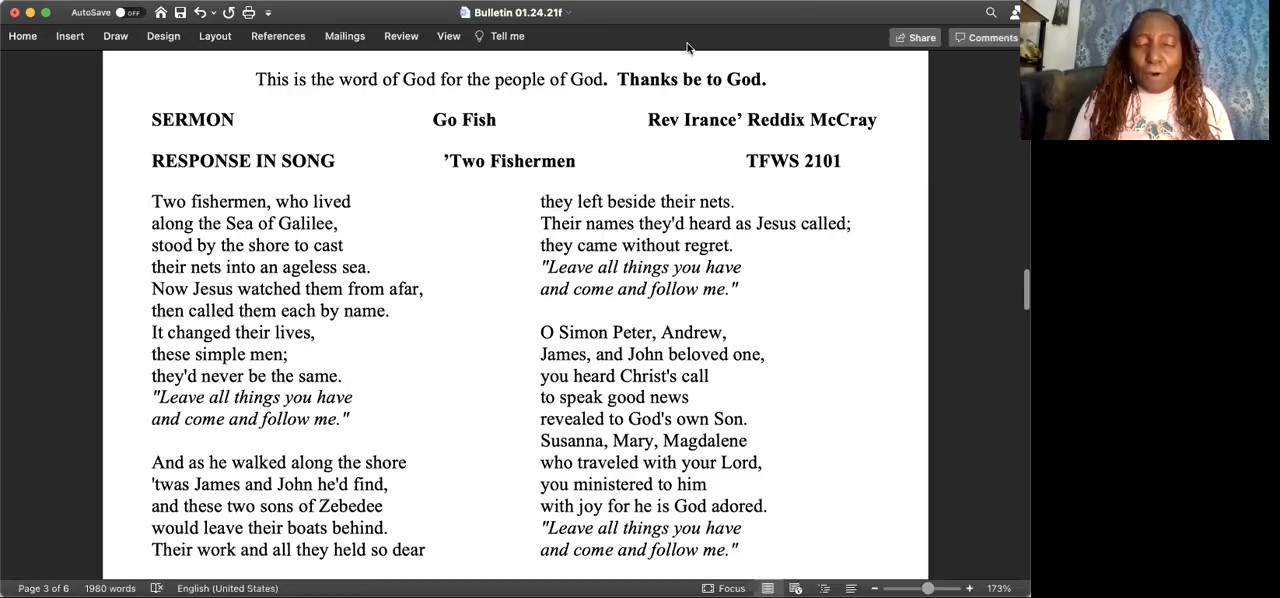 AutoSave OFF
Bulletin 01.24.21f
Home Insert Draw Design Layout References Mailings Review View Tell me Share Comments
This is the word of God for the people of God. Thanks be to God.
SERMON Go Fish Rev Irance’ Reddix McCray
RESPONSE IN SONG ’Two Fishermen TFWS 2101
Two fishermen, who lived
along the Sea of Galilee,
stood by the shore to cast
their nets into an ageless sea.
Now Jesus watched them from afar,
then called them each by name.
It changed their lives,
these simple men;
they'd never be the same.
"Leave all things you have
and come and follow me."
And as he walked along the shore
'twas James and John he'd find,
and these two sons of Zebedee
would leave their boats behind.
Their work and all they held so dear
they left beside their nets.
Their names they'd heard as Jesus called;
they came without regret.
"Leave all things you have
and come and follow me."
O Simon Peter, Andrew,
James, and John beloved one,
you heard Christ's call
to speak good news
revealed to God's own Son.
Susanna, Mary, Magdalene
who traveled with your Lord,
you ministered to him
with joy for he is God adored.
"Leave all things you have
and come and follow me."
Page 3 of 6 1980 words English (United States) Focus 173%